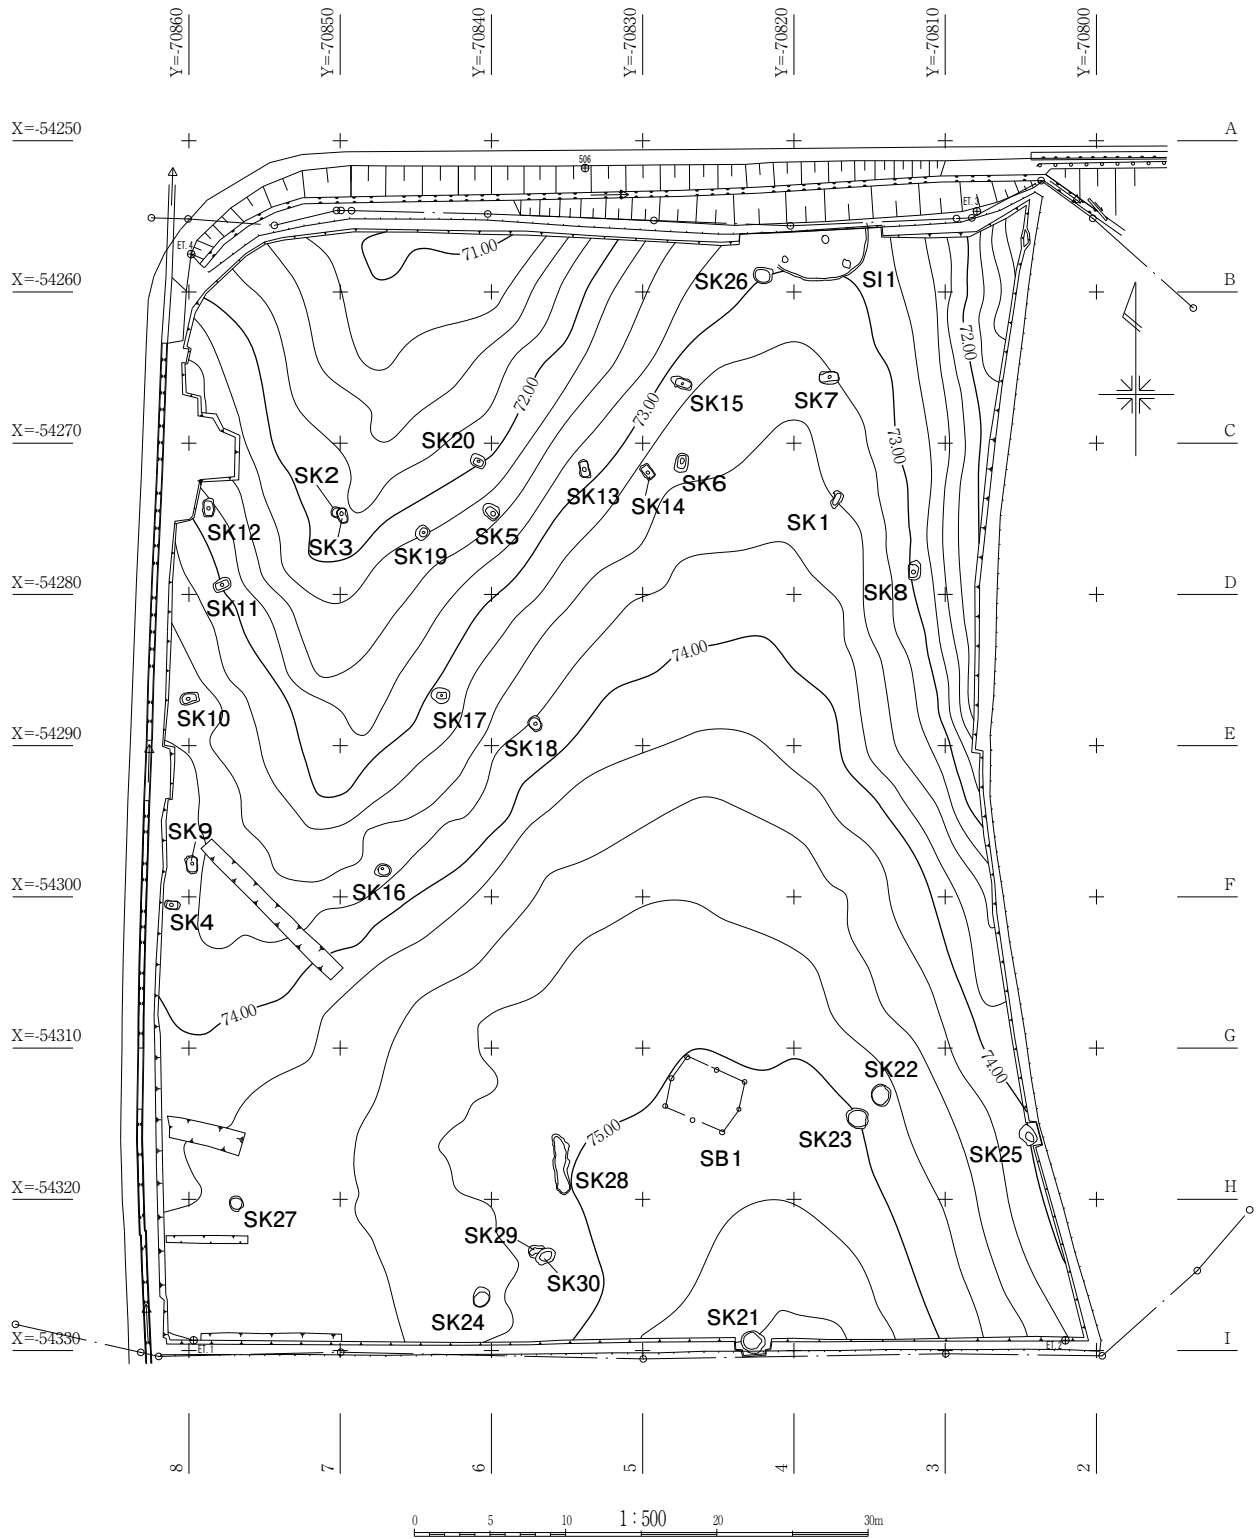 Y=-70860
Y=-70850
Y=-70840
Y=-70830
Y=-70820
Y=-70810
Y=-70800
X=-54250
A
506
ET.3
ET.4
71.00
SK26
SI1
X=-54260
B
72.00
72.00
73.00
SK15
SK7
X=-54270
C
SK20
73.00
SK2
SK13
SK6
SK14
SK1
SK12
SK3
SK19
SK5
X=-54280
D
SK11
SK8
74.00
SK10
SK17
SK18
X=-54290
E
SK9
SK16
X=-54300
F
SK4
74.00
X=-54310
G
74.00
SK22
75.00
SK23
SK25
SB1
SK28
X=-54320
H
SK27
SK29
SK30
SK24
SK21
X=-54330
I
ET.1
ET.2
8
7
6
5
4
3
2
1:500
0 5 10 20 30m